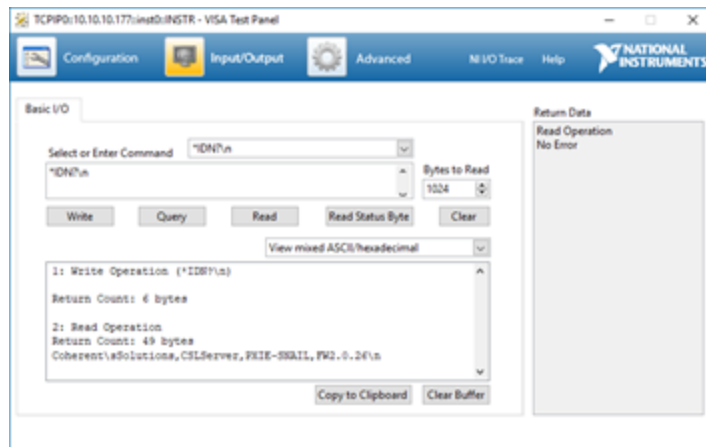 TCPIP0::10.10.10.177::inst0::INSTR - VISA Test Panel
Configuration
Input/Output
Advanced
NI I/O Trace
Help
NATIONAL INSTRUMENTS
Basic I/O
Select or Enter Command
*IDN?\n
*IDN?\n
Bytes to Read
1024
Write
Query
Read
Read Status Byte
Clear
View mixed ASCII/hexadecimal
1: Write Operation (*IDN?\n)
Return Count: 6 bytes
2: Read Operation
Return Count: 49 bytes
Coherent\sSolutions,CSLServer,PXIE-SNAIL,FW2.0.26\n
Copy to Clipboard
Clear Buffer
Return Data
Read Operation
No Error